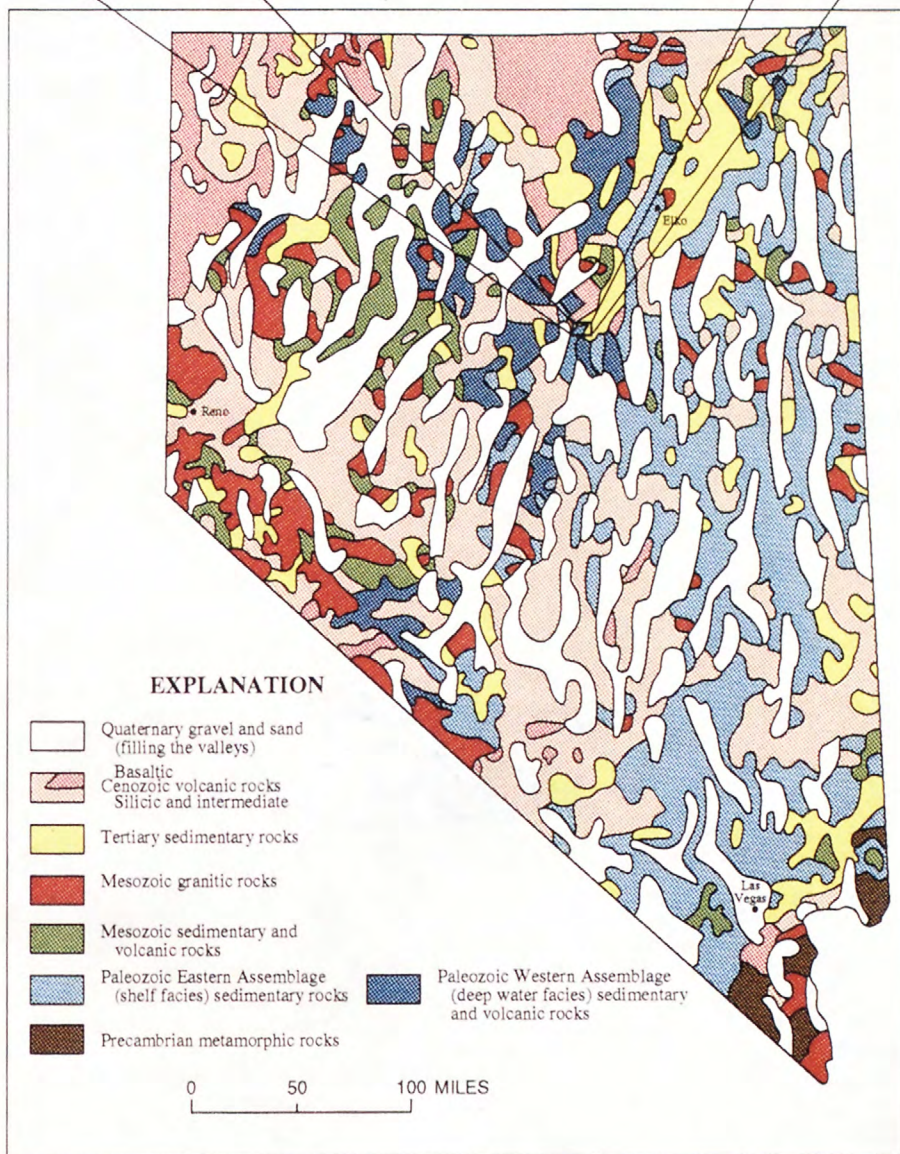 Elko
Reno
Las
Vegas
EXPLANATION
Quaternary gravel and sand
(filling the valleys)
Basaltic
Cenozoic volcanic rocks
Silicic and intermediate
Tertiary sedimentary rocks
Mesozoic granitic rocks
Mesozoic sedimentary and
volcanic rocks
Paleozoic Eastern Assemblage
(shelf facies) sedimentary rocks
Paleozoic Western Assemblage
(deep water facies) sedimentary
and volcanic rocks
Precambrian metamorphic rocks
0 50 100 MILES